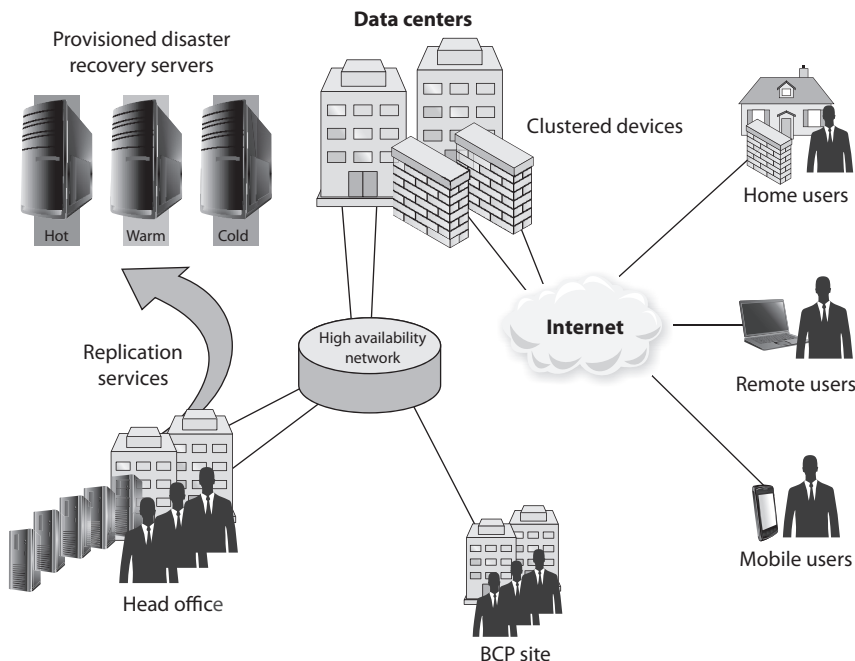 Data centers
Provisioned disaster
recovery servers
Hot
Warm
Cold
Clustered devices
Home users
Internet
High availability
network
Replication
services
Remote users
Mobile users
Head office
BCP site